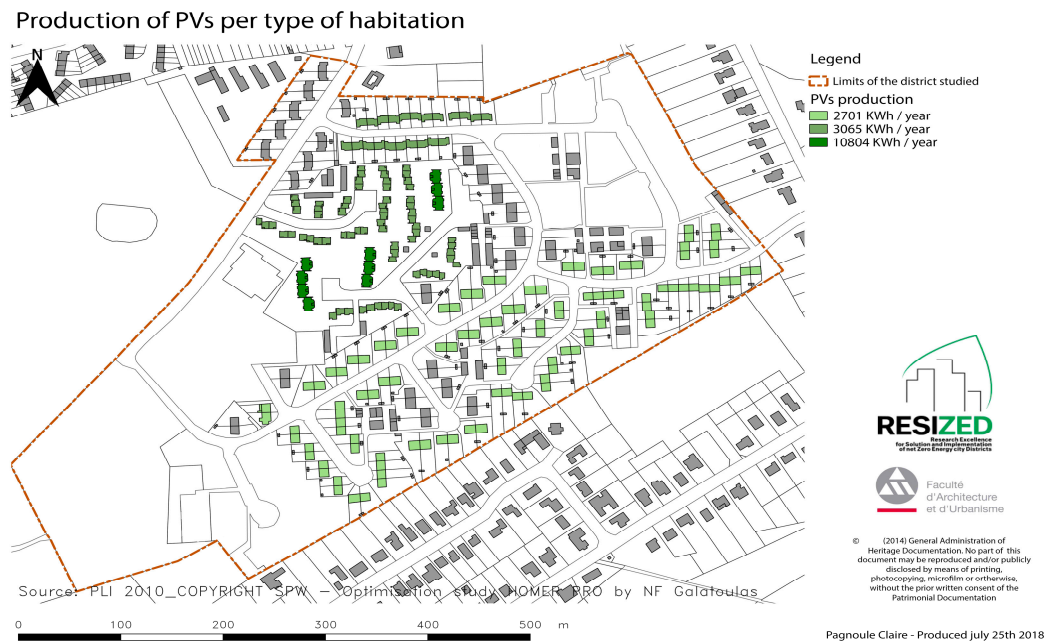 Production of PVs per type of habitation
N
Legend
Limits of the district studied
PVs production
2701 KWh / year
3065 KWh / year
10804 KWh / year
RESIZED
Research Excellence
for Solution and Implementation
of net Zero Energy city Districts
Faculté
d'Architecture
et d'Urbanisme
© (2014) General Administration of
Heritage Documentation. No part of this
document may be reproduced and/or publicly
disclosed by means of printing,
photocopying, microfilm or otherwise,
without the prior written consent of the
Patrimonial Documentation
Source: PLI 2010_COPYRIGHT SPW – Optimisation study HOMER PRO by NF Galatoulas
0 100 200 300 400 500 m
Pagnoule Claire - Produced july 25th 2018